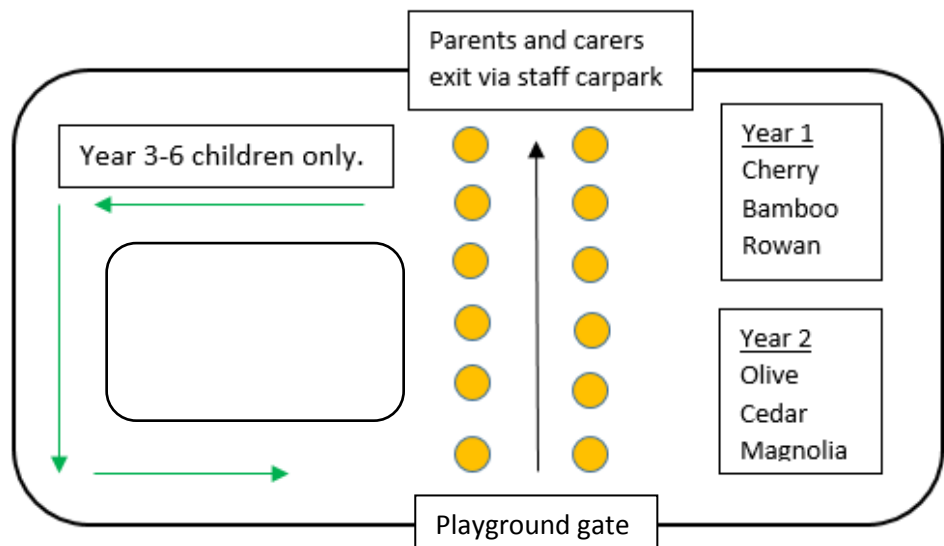 Parents and carers
exit via staff carpark
Year 3-6 children only.
Year 1
Cherry
Bamboo
Rowan
Year 2
Olive
Cedar
Magnolia
Playground gate